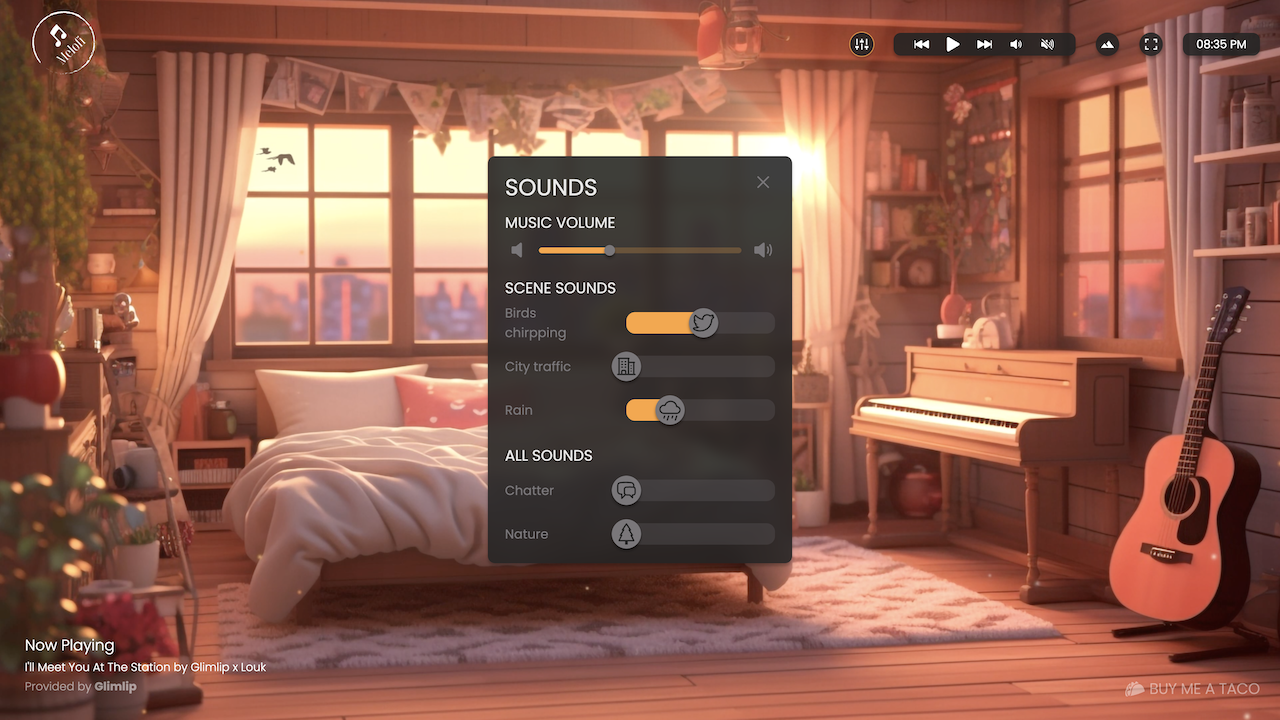 Melofi
08:35 PM
SOUNDS
MUSIC VOLUME
SCENE SOUNDS
Birds
chirpping
City traffic
Rain
ALL SOUNDS
Chatter
Nature
Now Playing
I'll Meet You At The Station by Glimlip x Louk
Provided by Glimlip
BUY ME A TACO